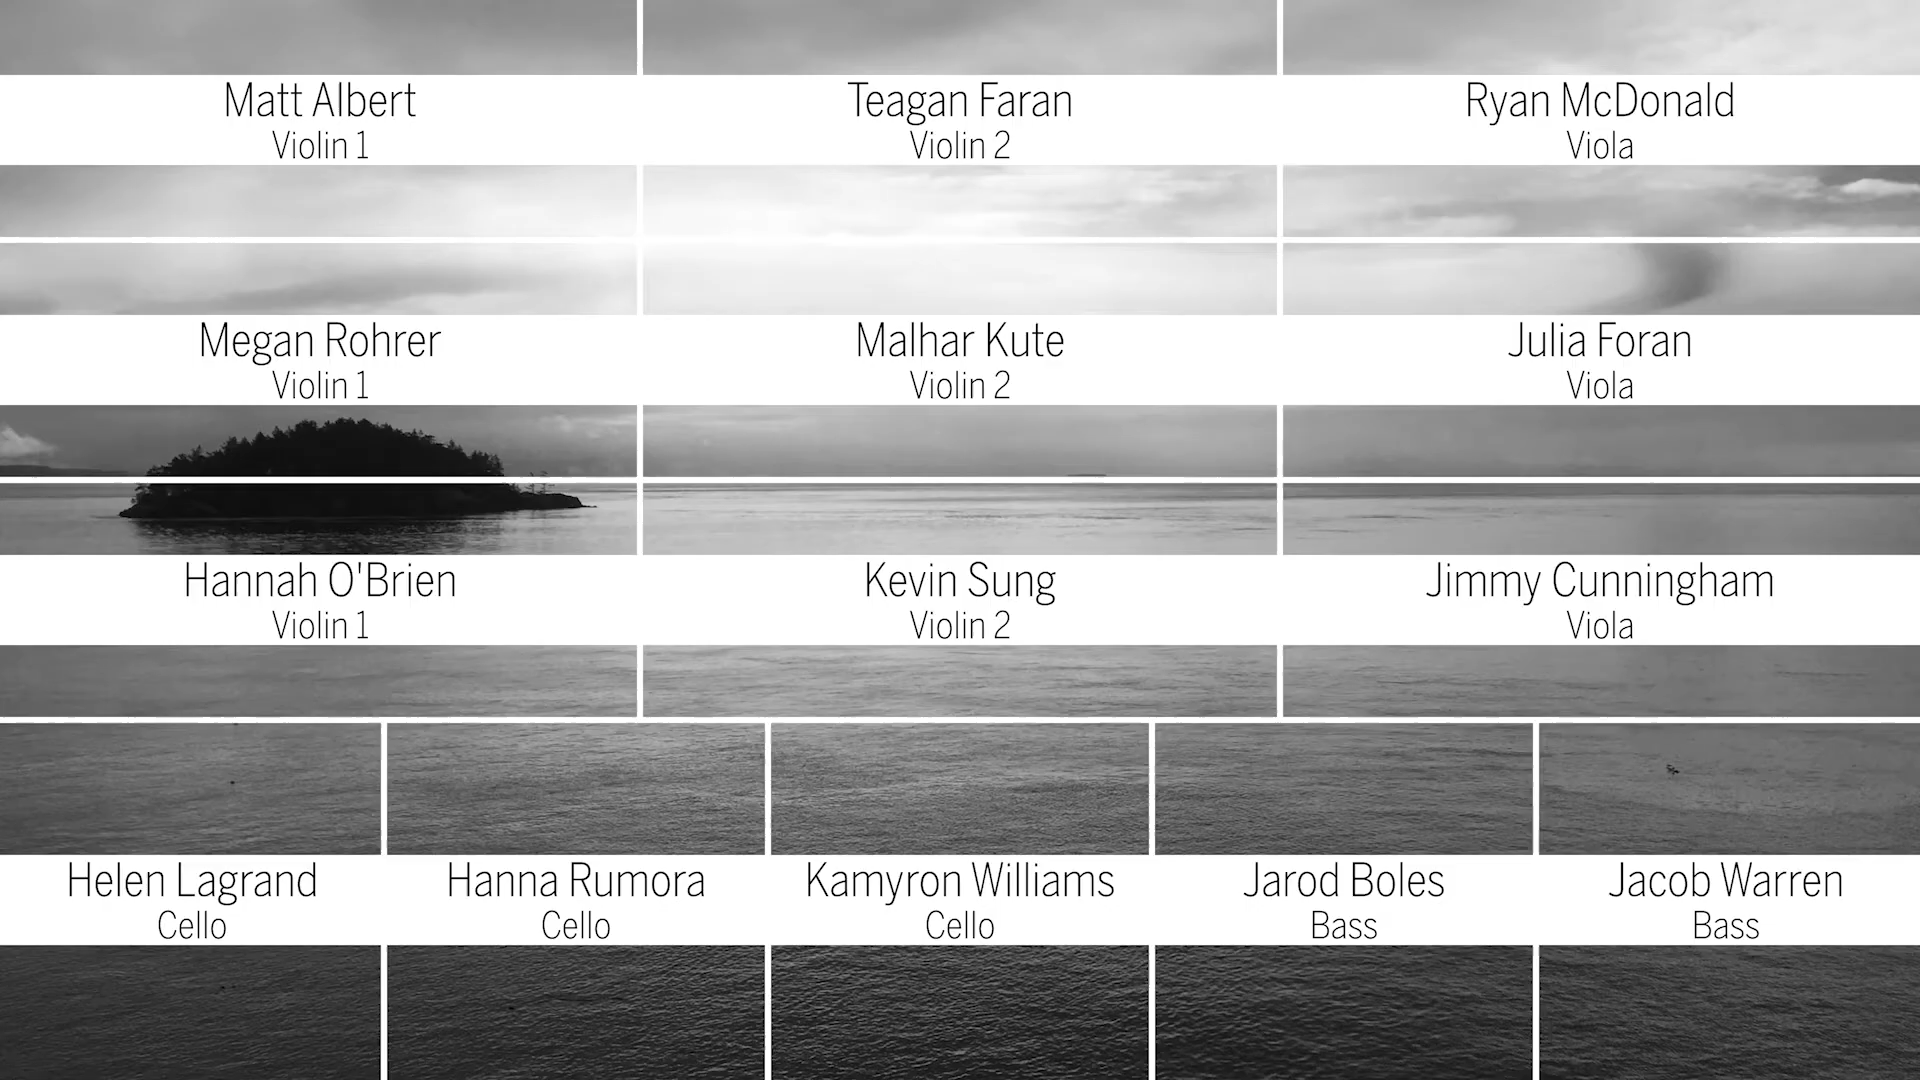 Matt Albert
Violin 1
Teagan Faran
Violin 2
Ryan McDonald
Viola
Megan Rohrer
Violin 1
Malhar Kute
Violin 2
Julia Foran
Viola
Hannah O'Brien
Violin 1
Kevin Sung
Violin 2
Jimmy Cunningham
Viola
Helen Lagrand
Cello
Hanna Rumora
Cello
Kamyron Williams
Cello
Jarod Boles
Bass
Jacob Warren
Bass